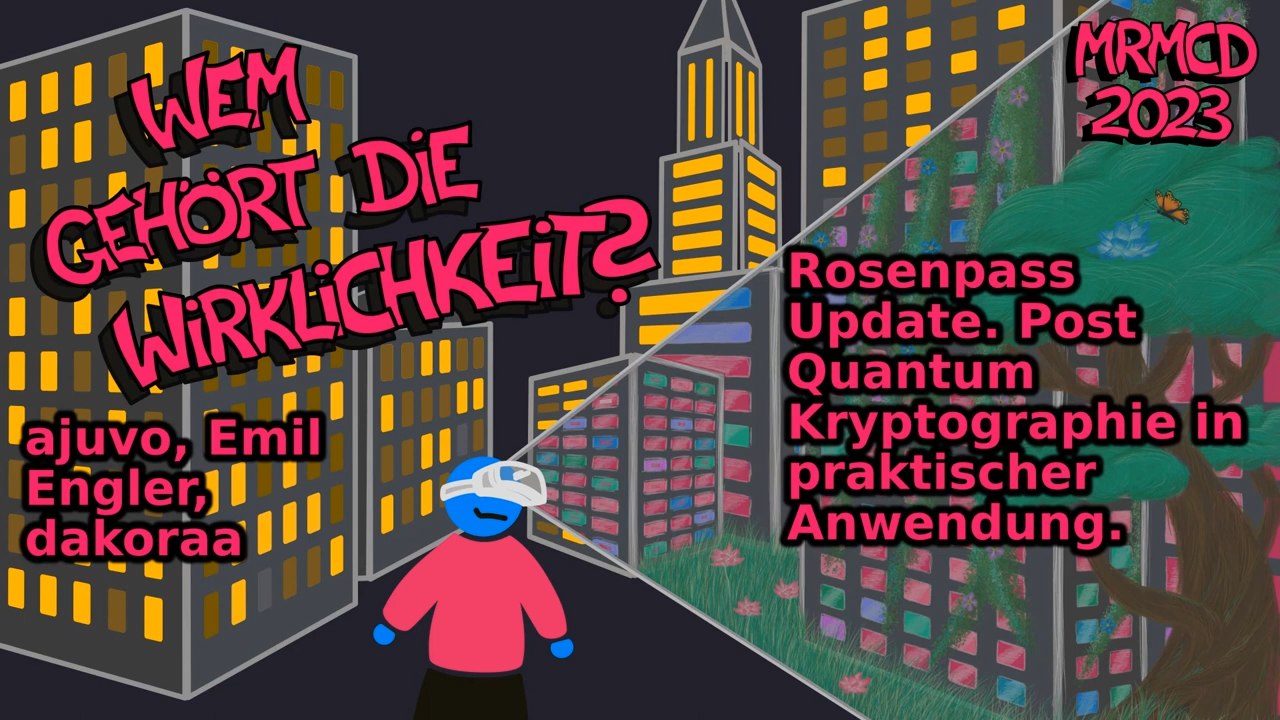 WEM
GEHÖRT DiE
WiRKLiCHKEiT?
MRMCD
2023
ajuvo, Emil
Engler,
dakoraa
Rosenpass
Update. Post
Quantum
Kryptographie in
praktischer
Anwendung.